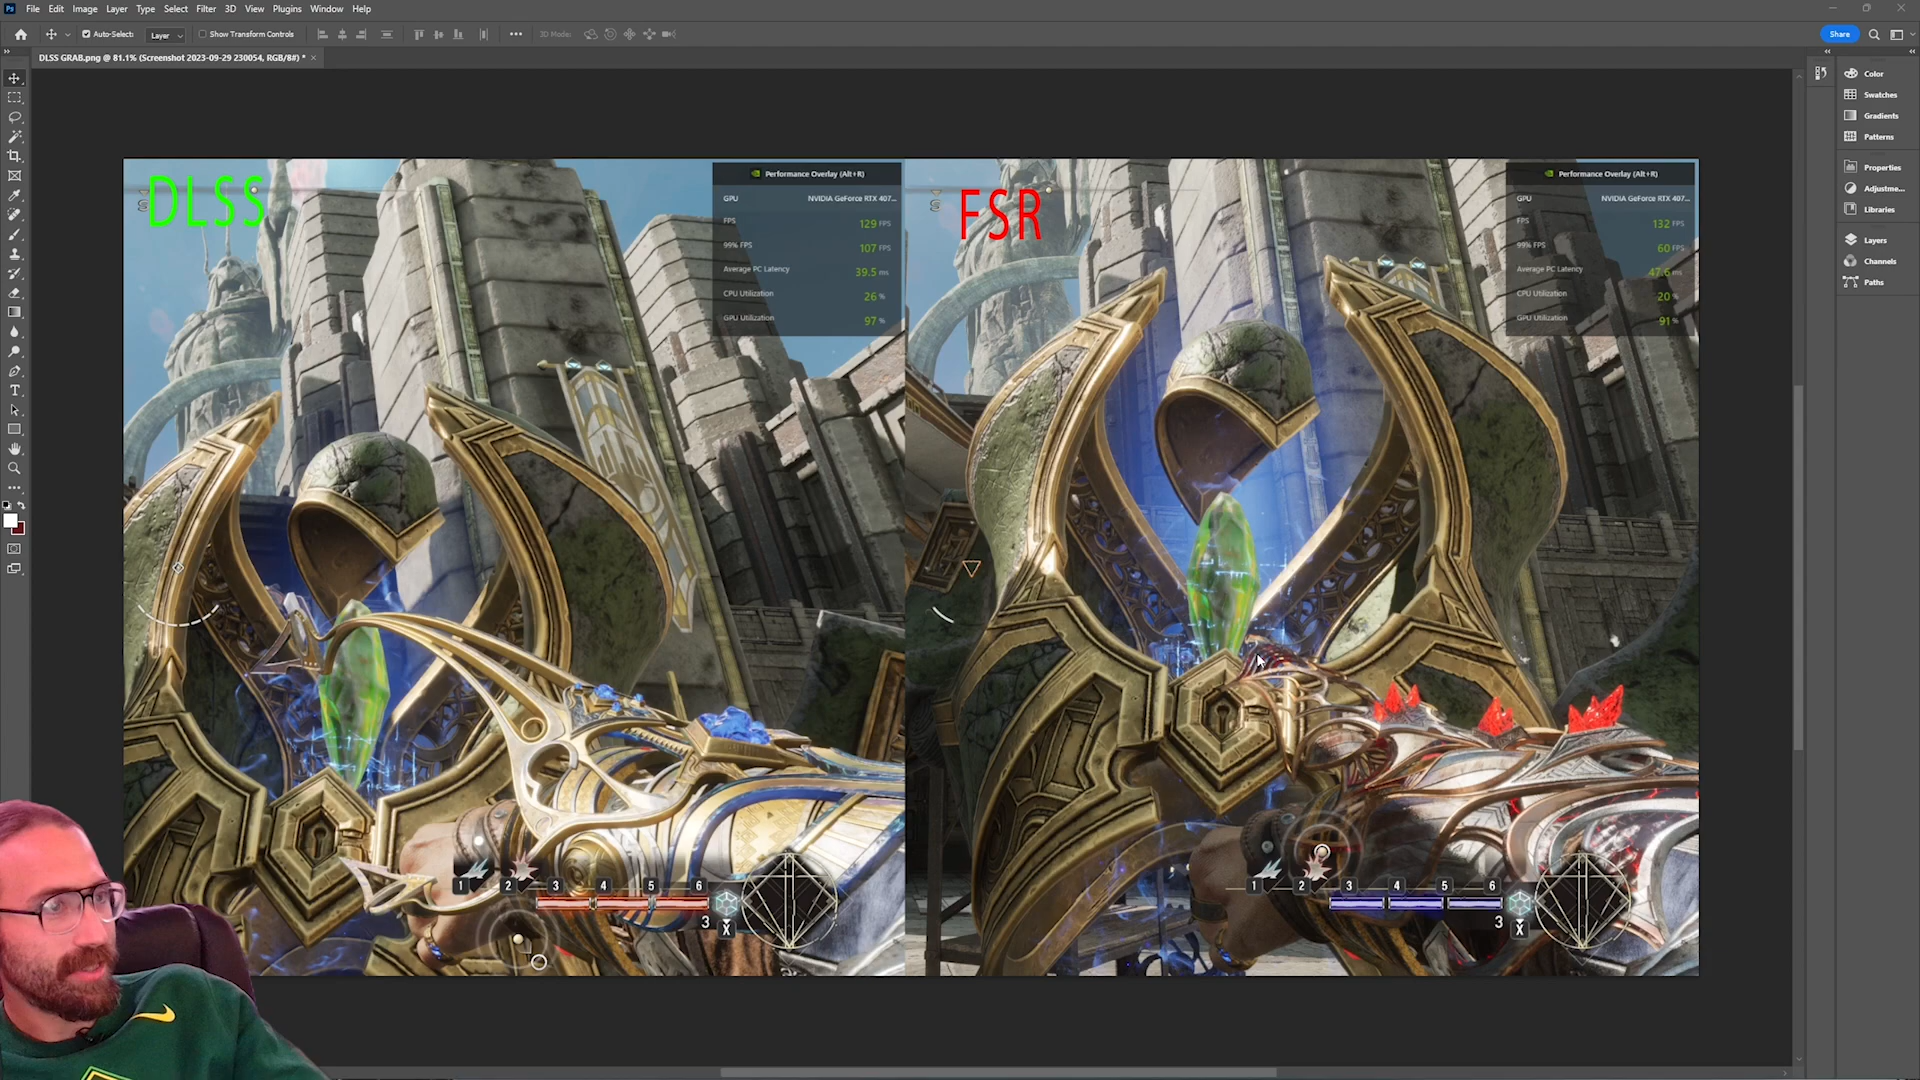 Ps File Edit Image Layer Type Select Filter 3D View Plugins Window Help
Auto-Select: Layer Show Transform Controls 3D Mode: Share
DLSS GRAB.png @ 81.1% (Screenshot 2023-09-29 230054, RGB/8#) * ×
Color
Swatches
Gradients
Patterns
Properties
Adjustme...
Libraries
Layers
Channels
Paths
DLSS
S
Performance Overlay (Alt+R)
GPU NVIDIA GeForce RTX 407...
FPS 129 FPS
99% FPS 107 FPS
Average PC Latency 39.5 ms
CPU Utilization 26 %
GPU Utilization 97 %
1 2 3 4 5 6
3 X
FSR
S
Performance Overlay (Alt+R)
GPU NVIDIA GeForce RTX 407...
FPS 132 FPS
99% FPS 60 FPS
Average PC Latency 47.6 ms
CPU Utilization 20 %
GPU Utilization 91 %
1 2 3 4 5 6
3 X